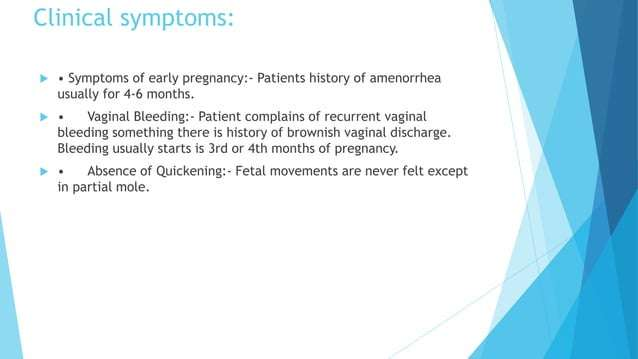 Clinical symptoms:
• Symptoms of early pregnancy:- Patients history of amenorrhea
usually for 4-6 months.
• Vaginal Bleeding:- Patient complains of recurrent vaginal
bleeding something there is history of brownish vaginal discharge.
Bleeding usually starts is 3rd or 4th months of pregnancy.
• Absence of Quickening:- Fetal movements are never felt except
in partial mole.